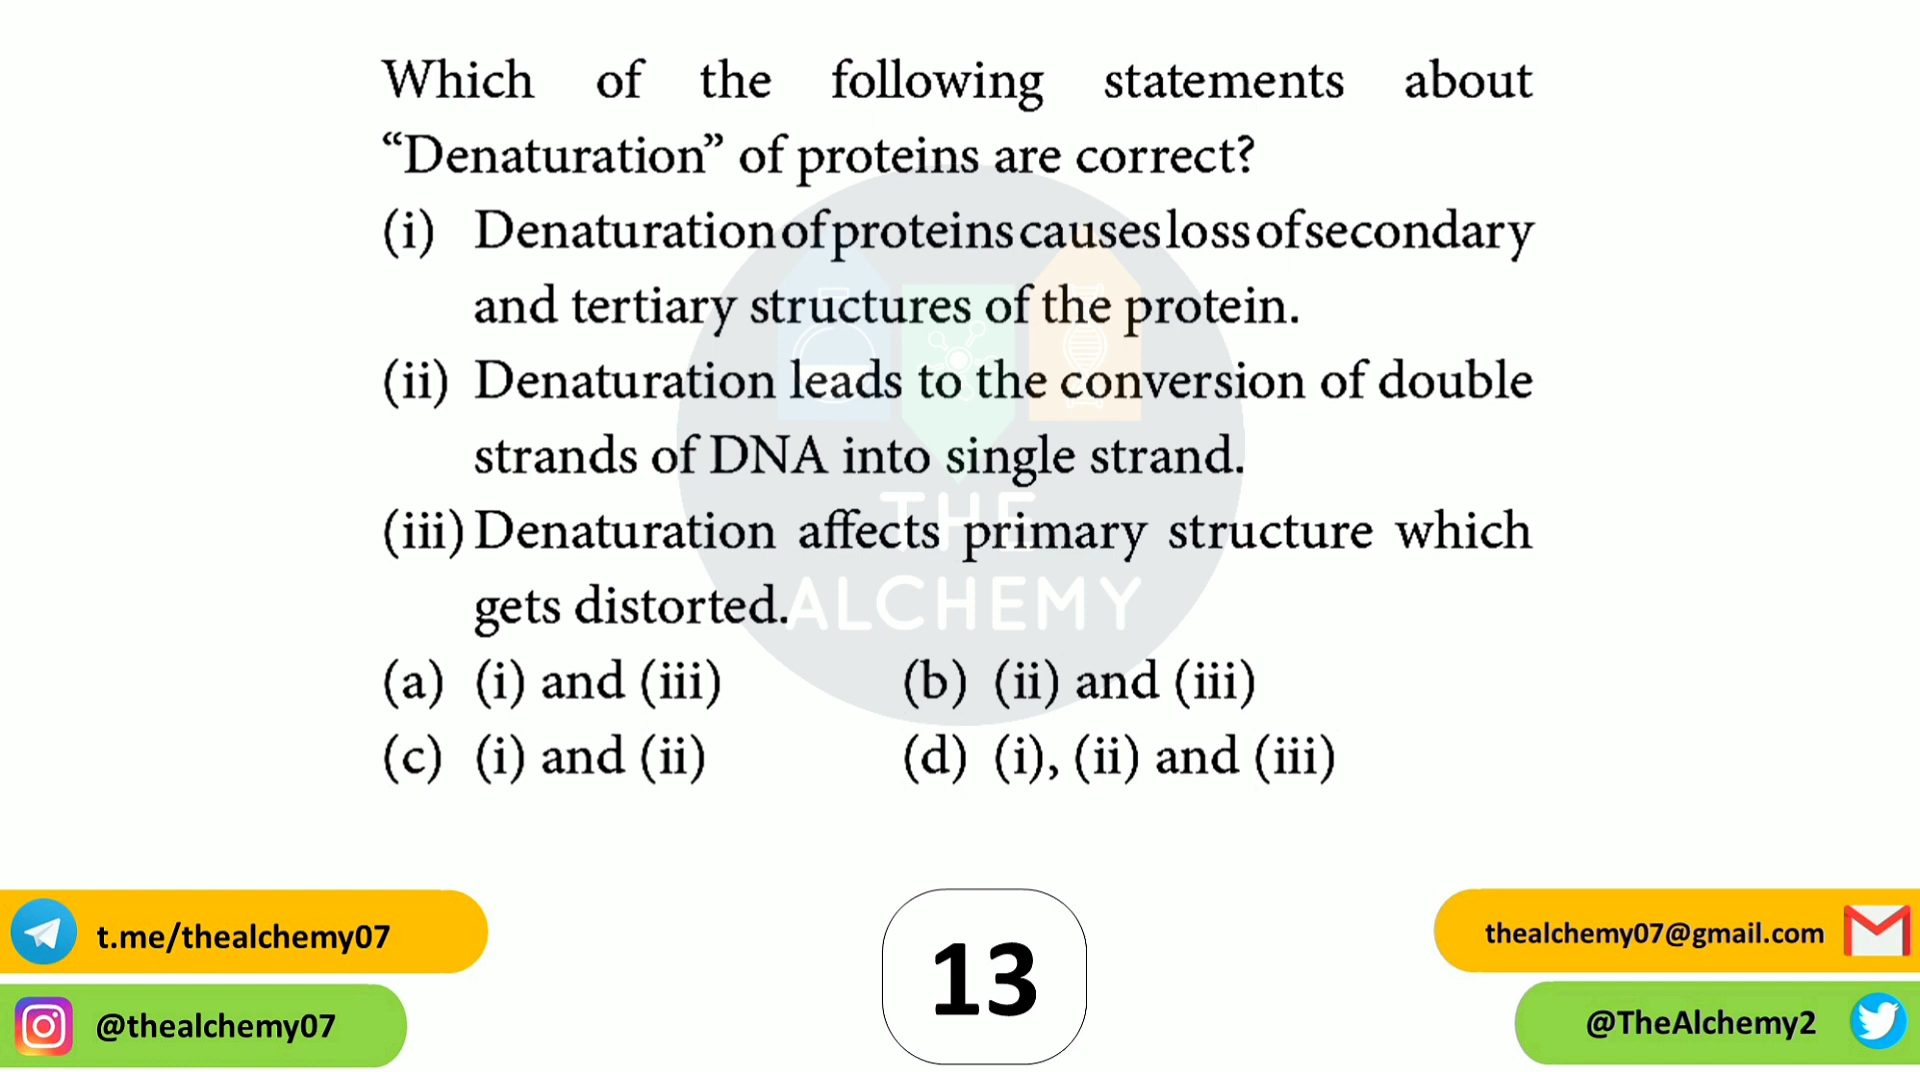 Which of the following statements about
“Denaturation” of proteins are correct?
(i) Denaturation of proteins causes loss of secondary
and tertiary structures of the protein.
(ii) Denaturation leads to the conversion of double
strands of DNA into single strand.
(iii) Denaturation affects primary structure which
gets distorted.
THE
ALCHEMY
(a) (i) and (iii) (b) (ii) and (iii)
(c) (i) and (ii) (d) (i), (ii) and (iii)
t.me/thealchemy07
13
thealchemy07@gmail.com
@thealchemy07
@TheAlchemy2